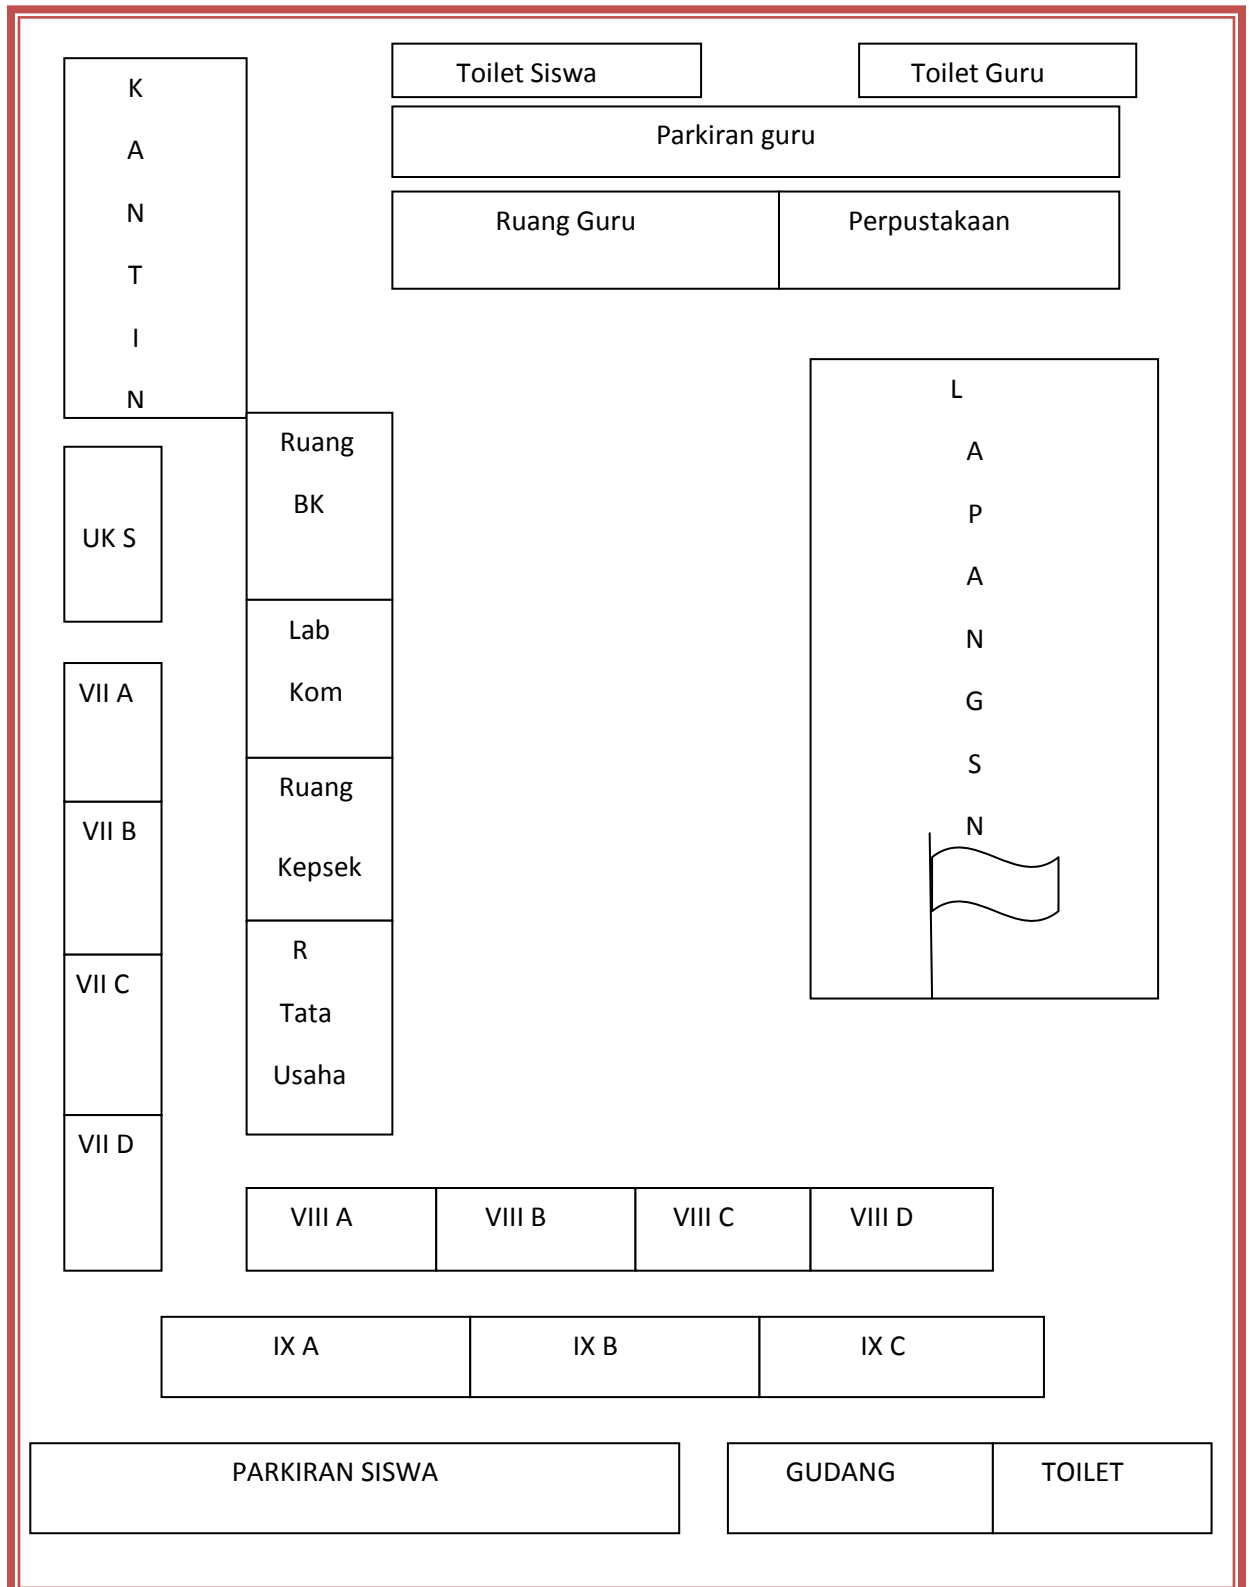 K
A
N
T
I
N
Toilet Siswa
Toilet Guru
Parkiran guru
Ruang Guru
Perpustakaan
L
A
P
A
N
G
S
N
Ruang
BK
UK S
Lab
Kom
VII A
Ruang
Kepsek
VII B
R
Tata
Usaha
VII C
VII D
VIII A
VIII B
VIII C
VIII D
IX A
IX B
IX C
PARKIRAN SISWA
GUDANG
TOILET